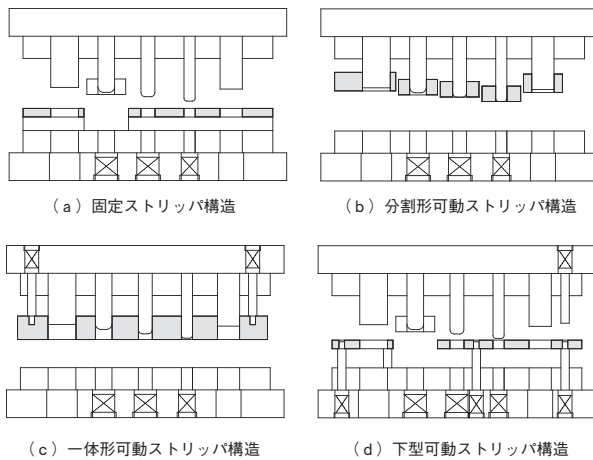 （a）固定ストリッパ構造
（b）分割形可動ストリッパ構造
（c）一体形可動ストリッパ構造
（d）下型可動ストリッパ構造